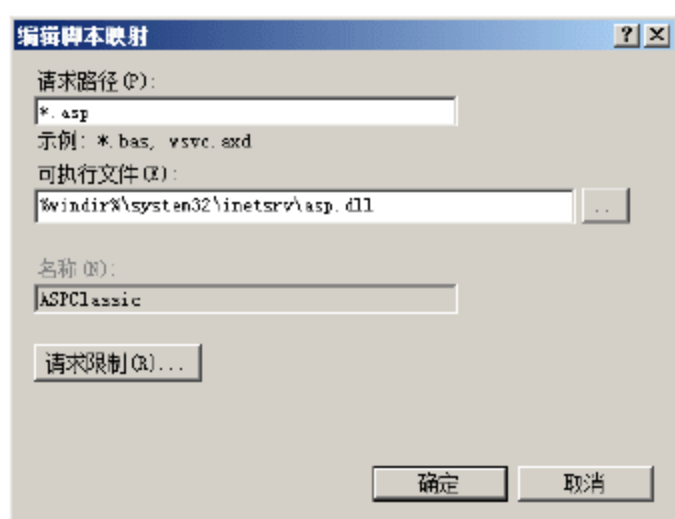 编辑脚本映射
请求路径(P):
*.asp
示例: *.bas, wsvc.axd
可执行文件(E):
%windir%\system32\inetsrv\asp.dll
..
名称(N):
ASPClassic
请求限制(R)...
确定
取消